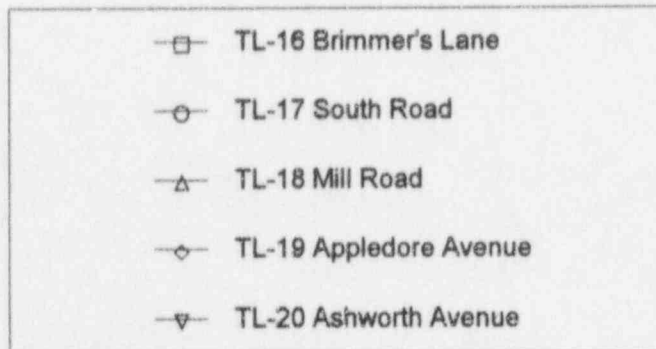 TL-16 Brimmer's Lane
TL-17 South Road
TL-18 Mill Road
TL-19 Appledore Avenue
TL-20 Ashworth Avenue